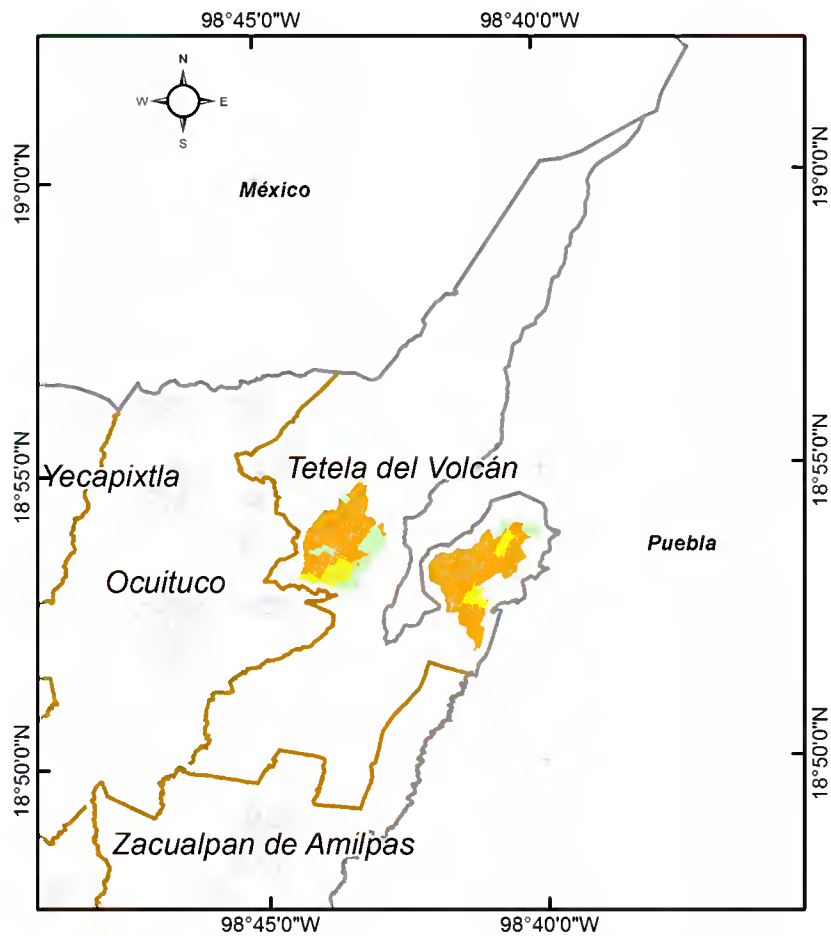 98°45'0"W
98°40'0"W
N
W
E
S
19°0'0"N
19°0'0"N
México
Yecapixtla
Tetela del Volcán
18°55'0"N
18°55'0"N
Puebla
Ocuituco
18°50'0"N
18°50'0"N
Zacualpan de Amilpas
98°45'0"W
98°40'0"W